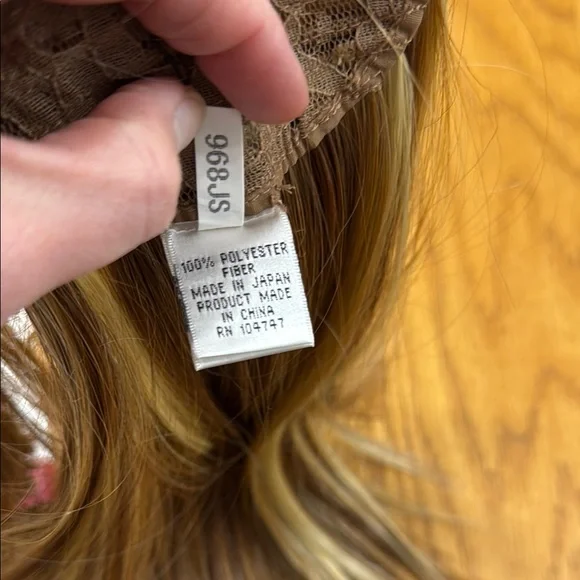 968JS
100% POLYESTER
FIBER
MADE IN JAPAN
PRODUCT MADE
IN CHINA
RN 104747